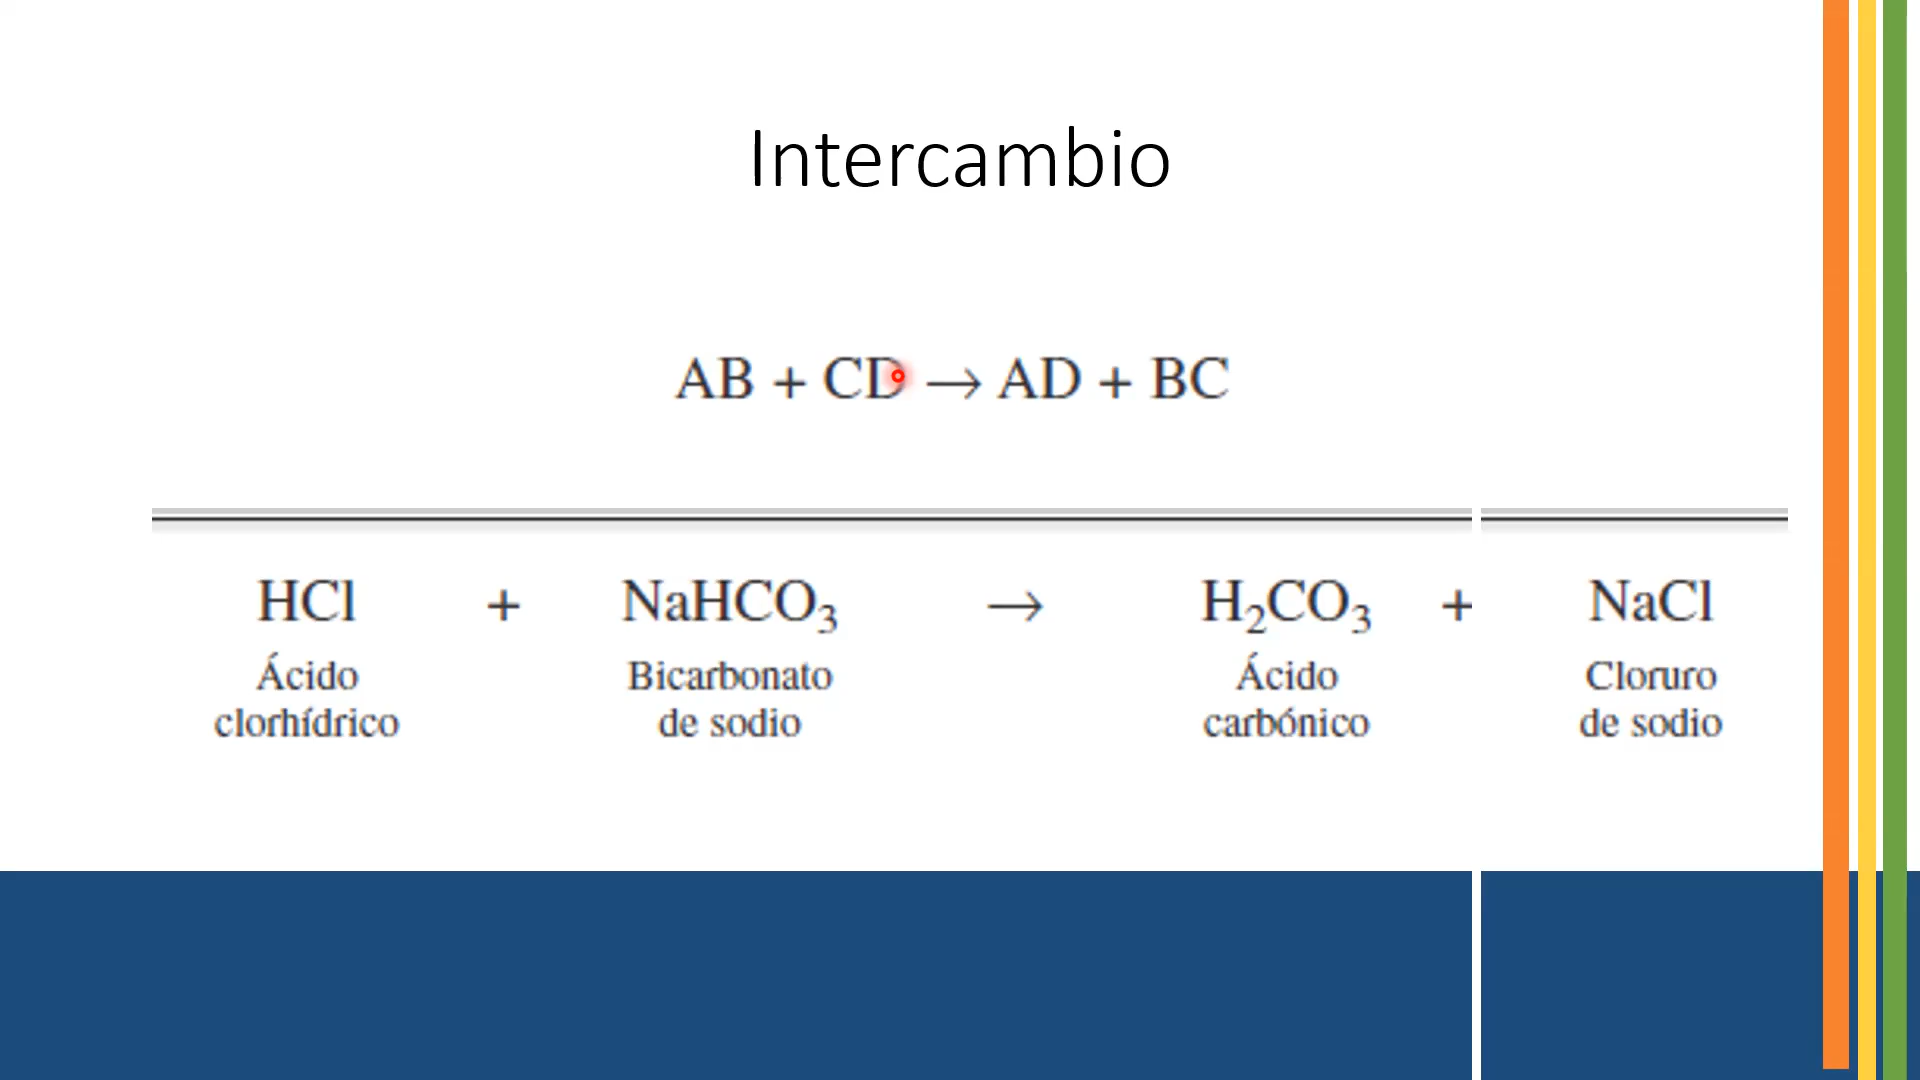 Intercambio
AB + CD → AD + BC
HCl + NaHCO₃ → H₂CO₃ + NaCl
Ácido Bicarbonato Ácido Cloruro
clorhídrico de sodio carbónico de sodio